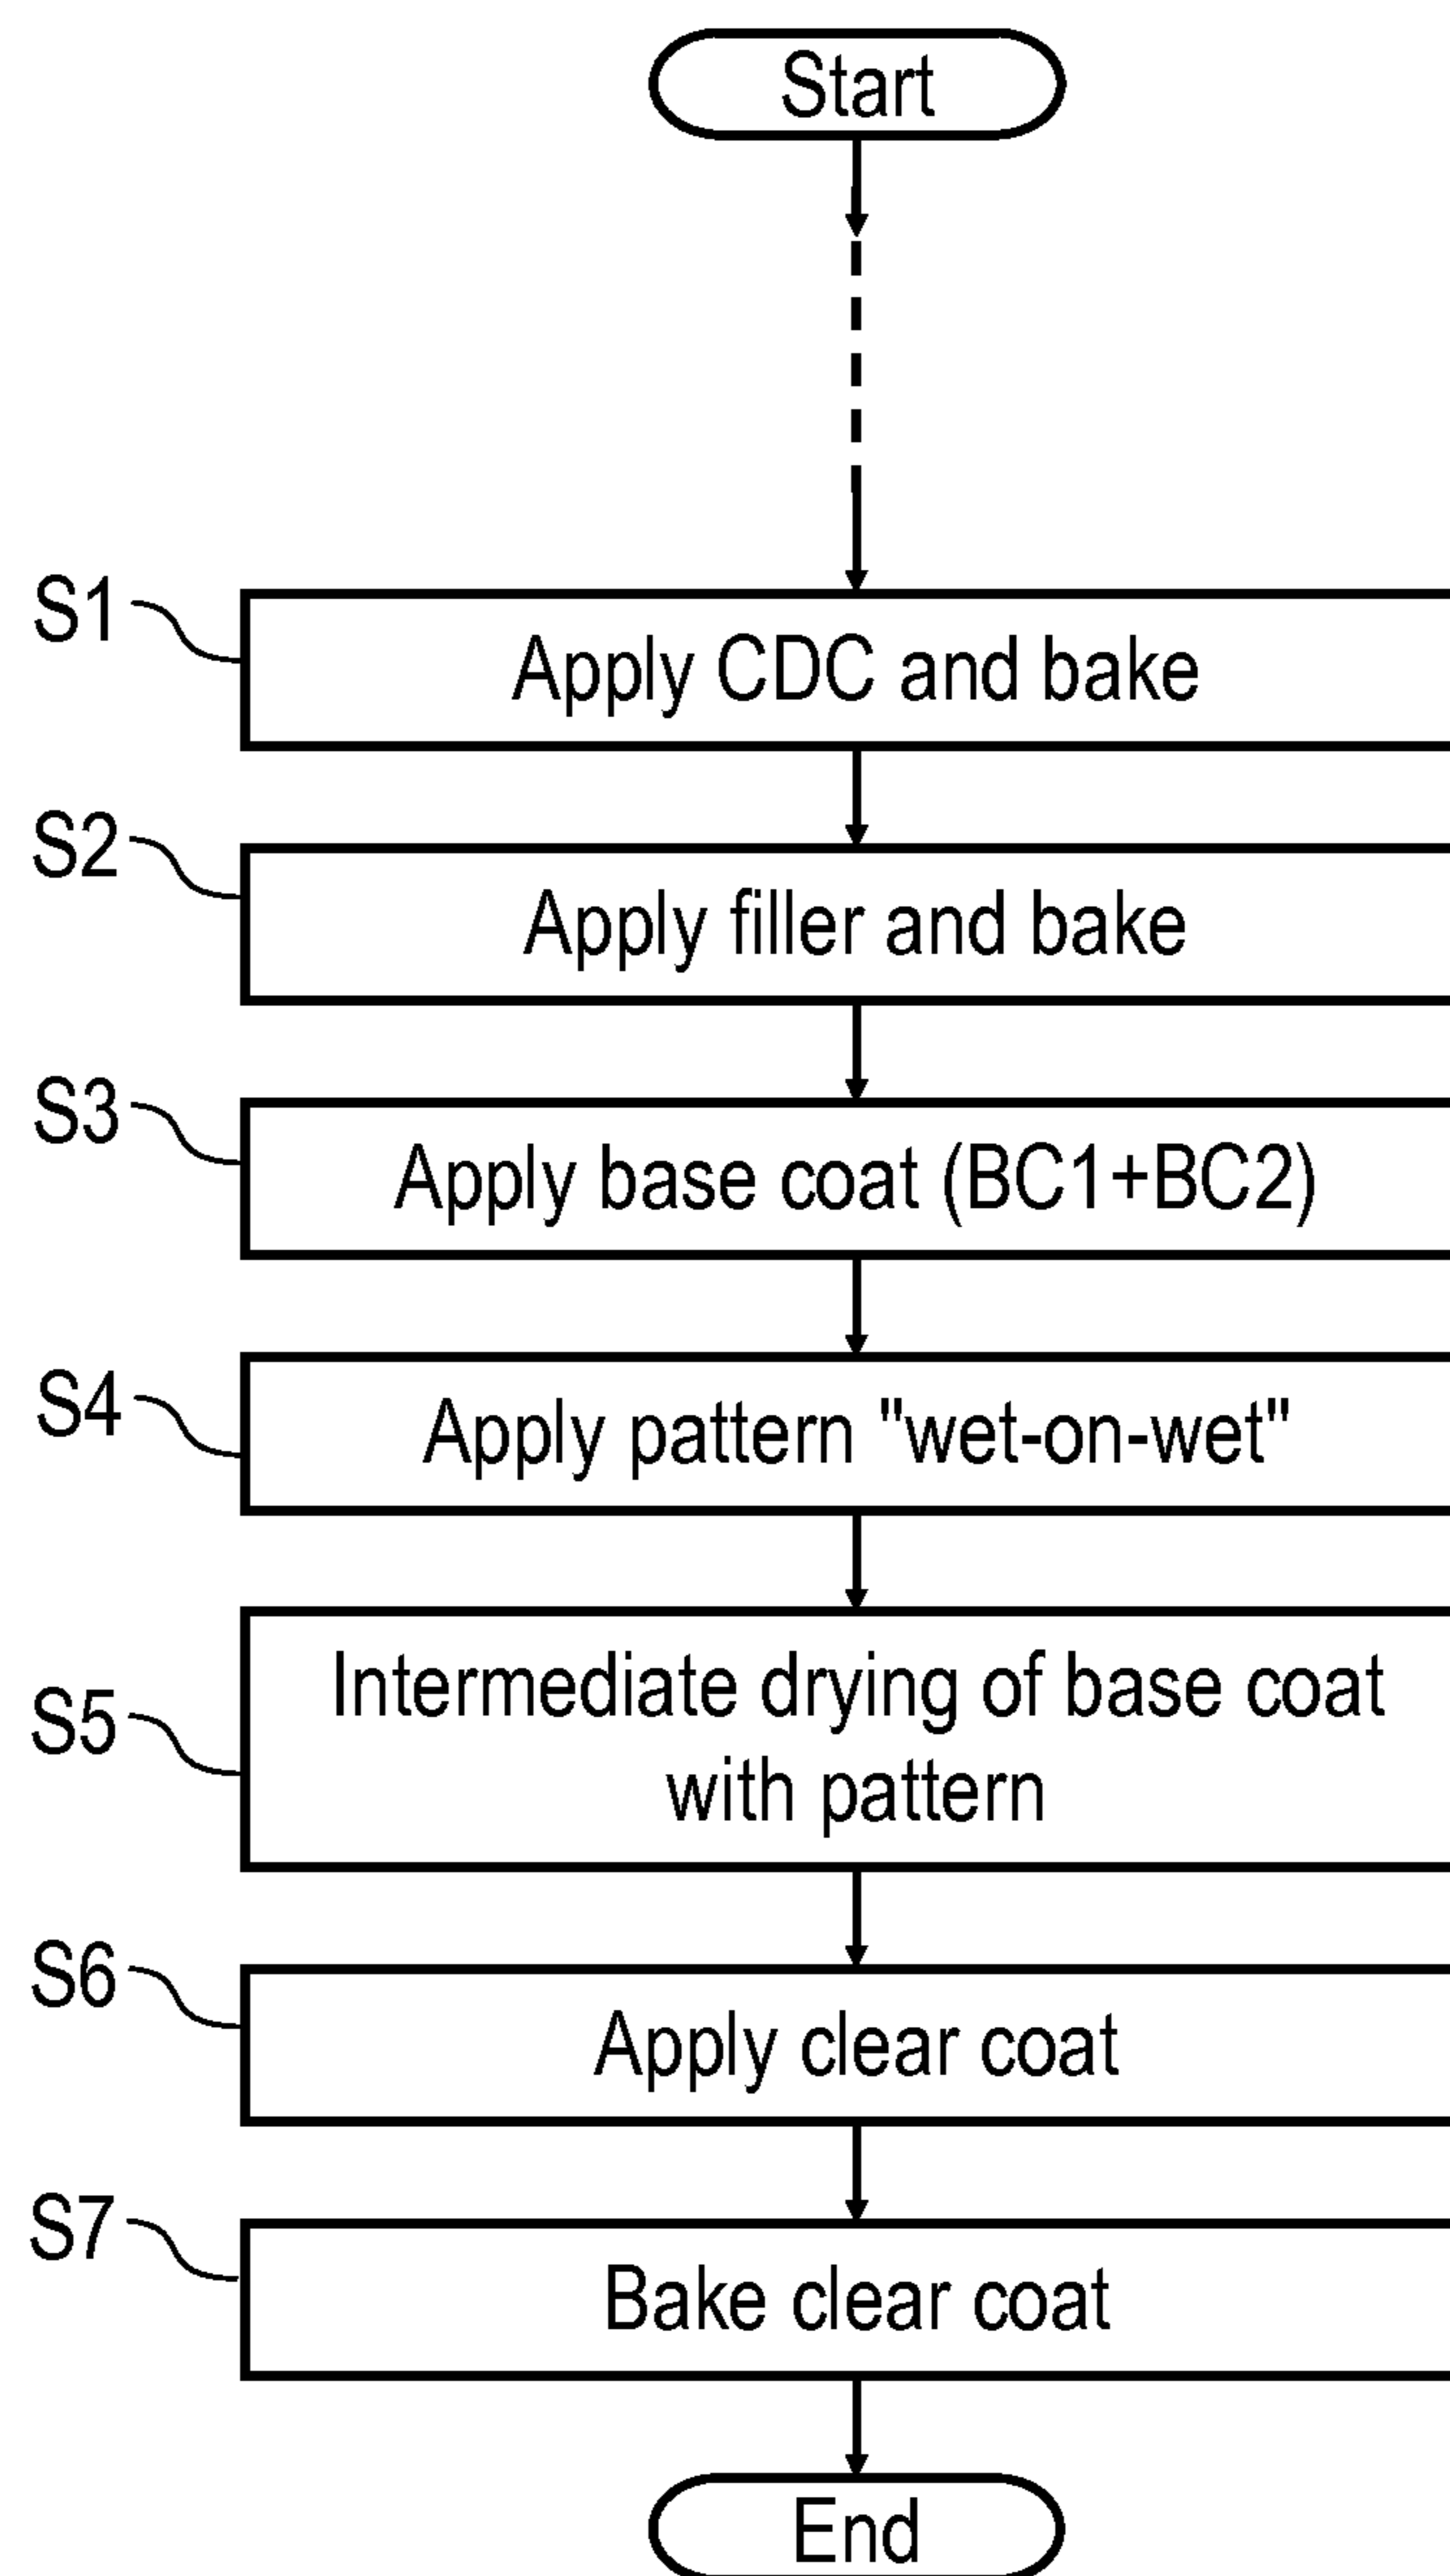 Start
S1
Apply CDC and bake
S2
Apply filler and bake
S3
Apply base coat (BC1+BC2)
S4
Apply pattern "wet-on-wet"
S5
Intermediate drying of base coat
with pattern
S6
Apply clear coat
S7
Bake clear coat
End